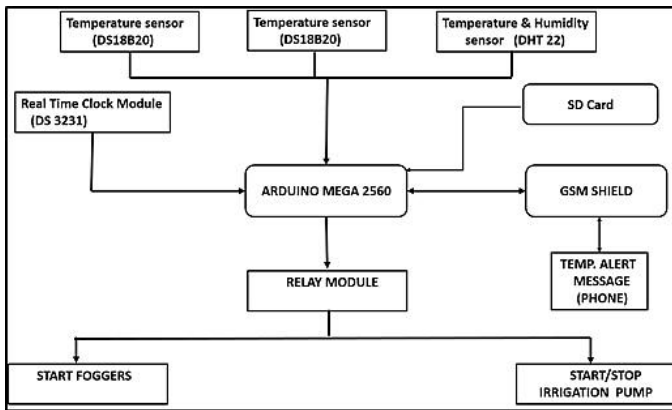 Temperature sensor
(DS18B20)
Temperature sensor
(DS18B20)
Temperature & Humidity
sensor (DHT 22)
Real Time Clock Module
(DS 3231)
SD Card
ARDUINO MEGA 2560
GSM SHIELD
RELAY MODULE
TEMP. ALERT
MESSAGE
(PHONE)
START FOGGERS
START/STOP
IRRIGATION PUMP